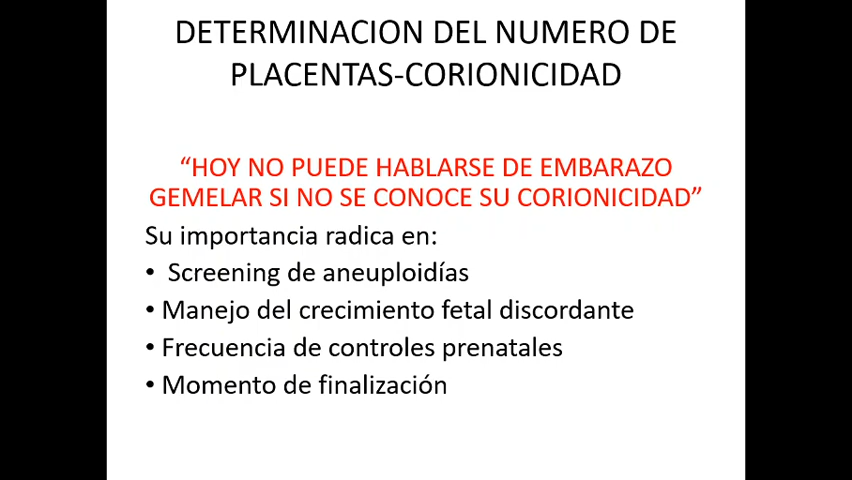 DETERMINACION DEL NUMERO DE
PLACENTAS-CORIONICIDAD
“HOY NO PUEDE HABLARSE DE EMBARAZO
GEMELAR SI NO SE CONOCE SU CORIONICIDAD”
Su importancia radica en:
• Screening de aneuploidías
• Manejo del crecimiento fetal discordante
• Frecuencia de controles prenatales
• Momento de finalización